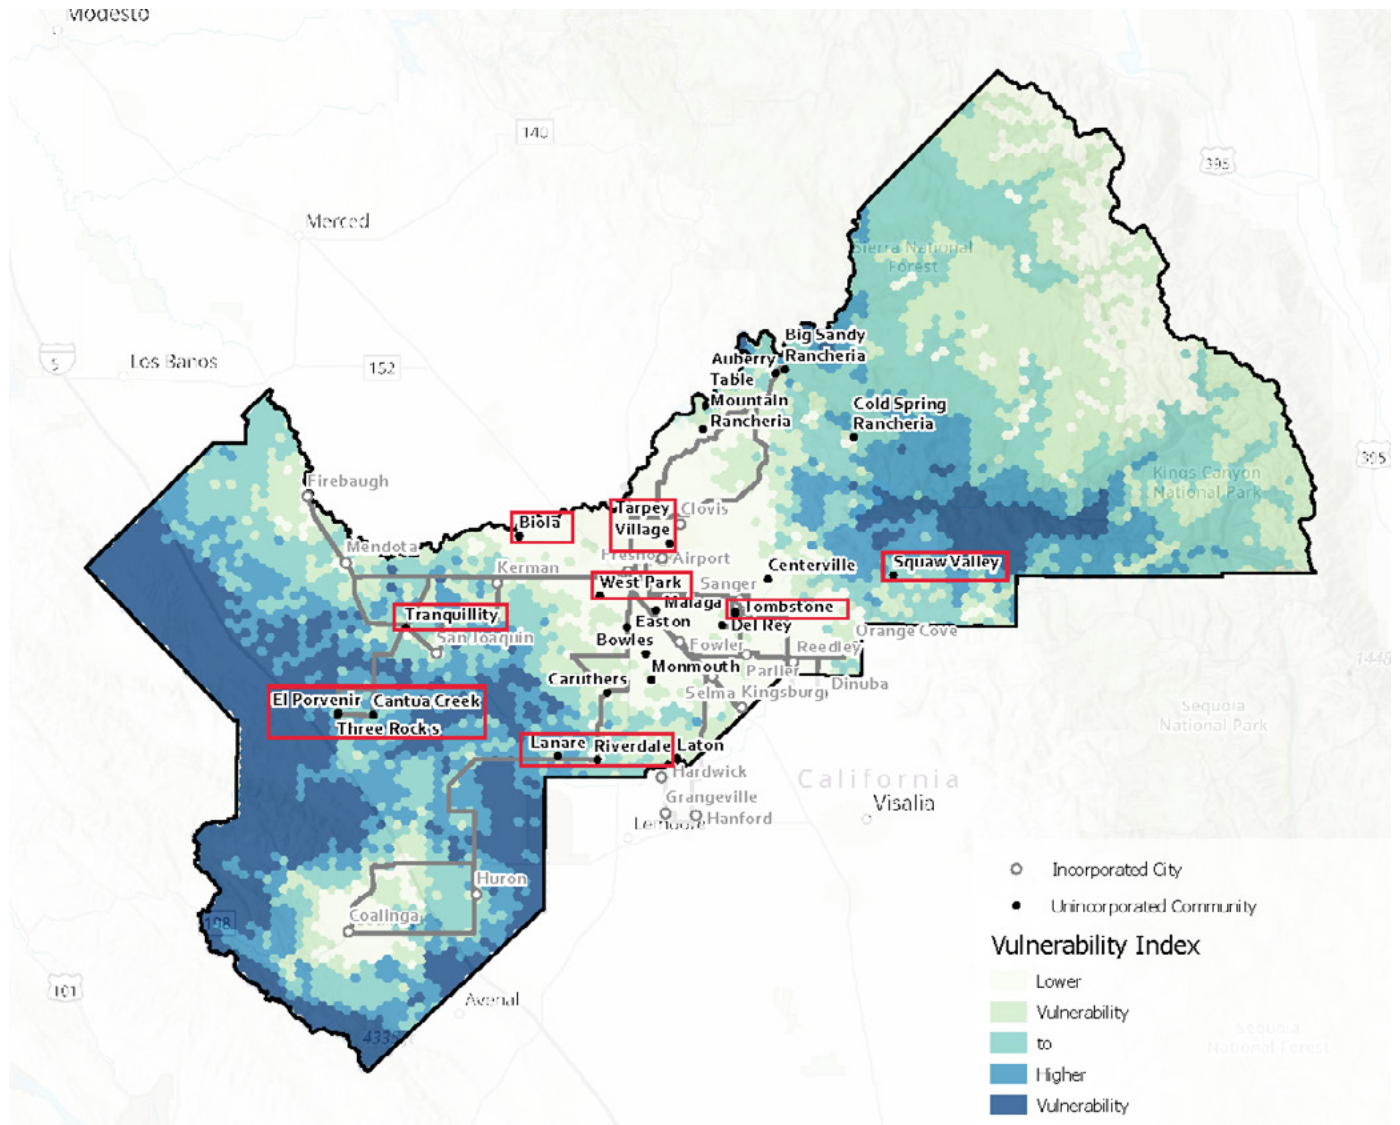 Modesto
140
395
Merced
Sierra National
Forest
Big Sandy
Rancheria
Auberry
Table
Mountain
Rancheria
5
Los Banos
152
Cold Spring
Rancheria
395
Kings Canyon
National Park
Firebaugh
Tarpey
Village
Clovis
Biola
Mendota
Fresno
Airport
Kerman
Centerville
Squaw Valley
West Park
Sanger
Malaga
Tombstone
Tranquillity
Easton
Del Rey
San Joaquin
Bowles
Fowler
Reedley
Orange Cove
Monmouth
Parlier
Dinuba
Caruthers
Selma
Kingsburg
El Porvenir
Cantua Creek
Three Rocks
Lanare
Riverdale
Laton
Hardwick
Grangeville
Hanford
Lemoore
California
Visalia
Sequoia
National Park
1448
Huron
Coalinga
198
101
Avenal
Incorporated City
Unincorporated Community
Vulnerability Index
Lower
Vulnerability
to
Higher
Vulnerability
Sequoia
National Forest